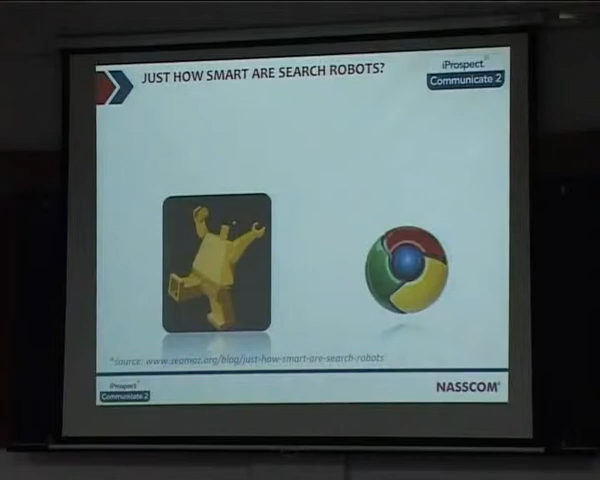 JUST HOW SMART ARE SEARCH ROBOTS?
iProspect
Communicate 2
*source: www.seomoz.org/blog/just-how-smart-are-search-robots
iProspect
Communicate 2
NASSCOM®